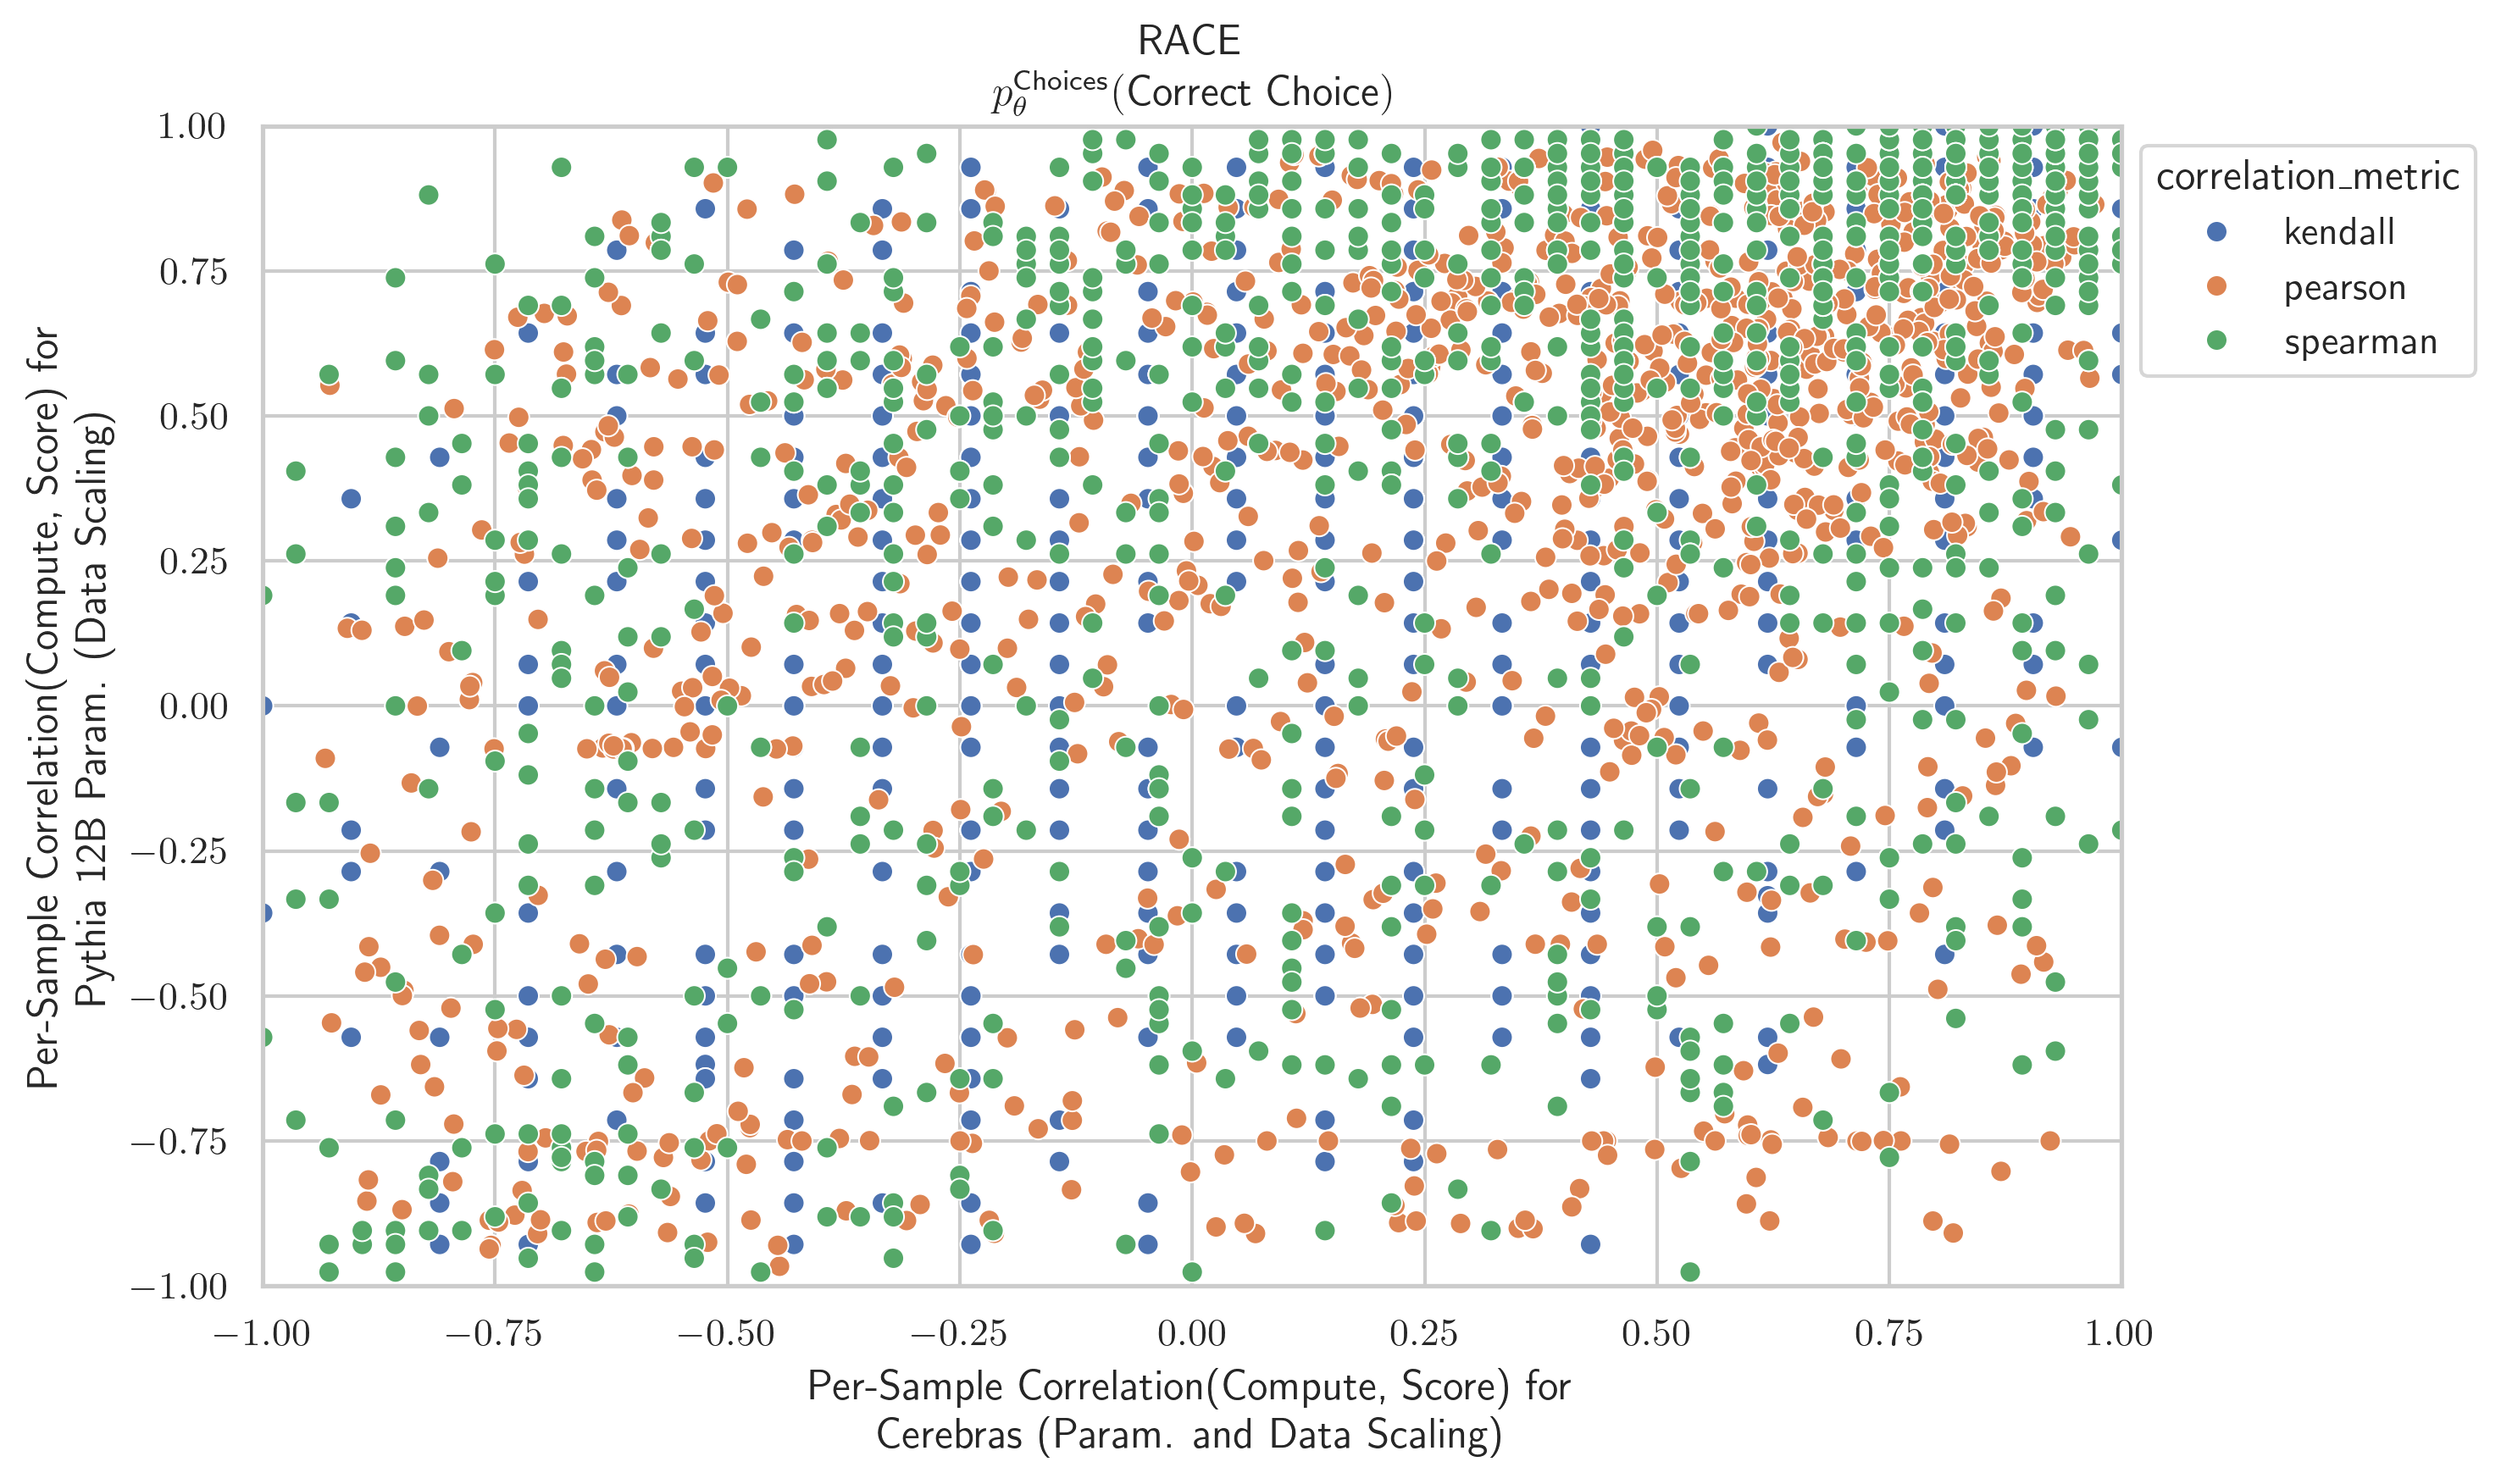 RACE
p_θ^Choices(Correct Choice)
1.00
0.75
0.50
0.25
0.00
−0.25
−0.50
−0.75
−1.00
Per-Sample Correlation(Compute, Score) for
Pythia 12B Param. (Data Scaling)
−1.00 −0.75 −0.50 −0.25 0.00 0.25 0.50 0.75 1.00
Per-Sample Correlation(Compute, Score) for
Cerebras (Param. and Data Scaling)
correlation_metric
kendall
pearson
spearman